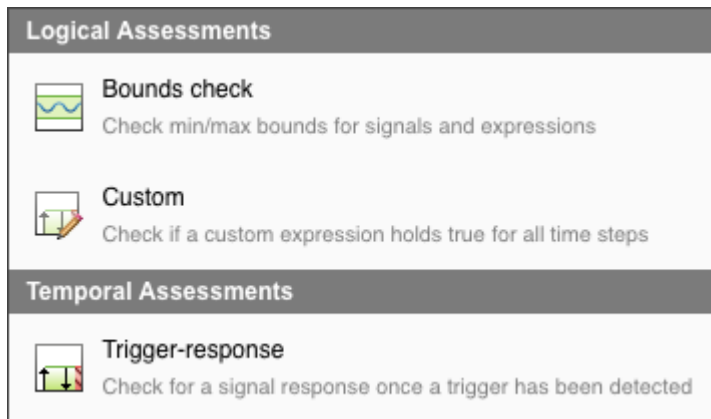 Logical Assessments
Bounds check
Check min/max bounds for signals and expressions
Custom
Check if a custom expression holds true for all time steps
Temporal Assessments
Trigger-response
Check for a signal response once a trigger has been detected